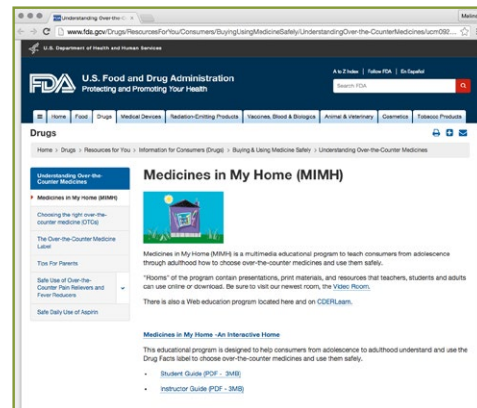 Understanding Over-the-C
Malina
www.fda.gov/Drugs/ResourcesForYou/Consumers/BuyingUsingMedicineSafely/UnderstandingOver-the-CounterMedicines/ucm092...
U.S. Department of Health and Human Services
A to Z Index | Follow FDA | En Español
FDA
U.S. Food and Drug Administration
Protecting and Promoting Your Health
Search FDA
Home Food Drugs Medical Devices Radiation-Emitting Products Vaccines, Blood & Biologics Animal & Veterinary Cosmetics Tobacco Products
Drugs
Home > Drugs > Resources for You > Information for Consumers (Drugs) > Buying & Using Medicine Safely > Understanding Over-the-Counter Medicines
Understanding Over-the-
Counter Medicines
Medicines in My Home (MIMH)
Choosing the right over-the-
counter medicine (OTCs)
The Over-the-Counter Medicine
Label
Tips For Parents
Safe Use of Over-the-
Counter Pain Relievers and
Fever Reducers
Safe Daily Use of Aspirin
Medicines in My Home (MIMH)
Medicines in My Home (MIMH) is a multimedia educational program to teach consumers from adolescence
through adulthood how to choose over-the-counter medicines and use them safely.
"Rooms" of the program contain presentations, print materials, and resources that teachers, students and adults
can use online or download. Be sure to visit our newest room, the Video Room.
There is also a Web education program located here and on CDERLearn.
Medicines in My Home -An Interactive Home
This educational program is designed to help consumers from adolescence to adulthood understand and use the
Drug Facts label to choose over-the-counter medicines and use them safely.
• Student Guide (PDF - 3MB)
• Instructor Guide (PDF - 3MB)